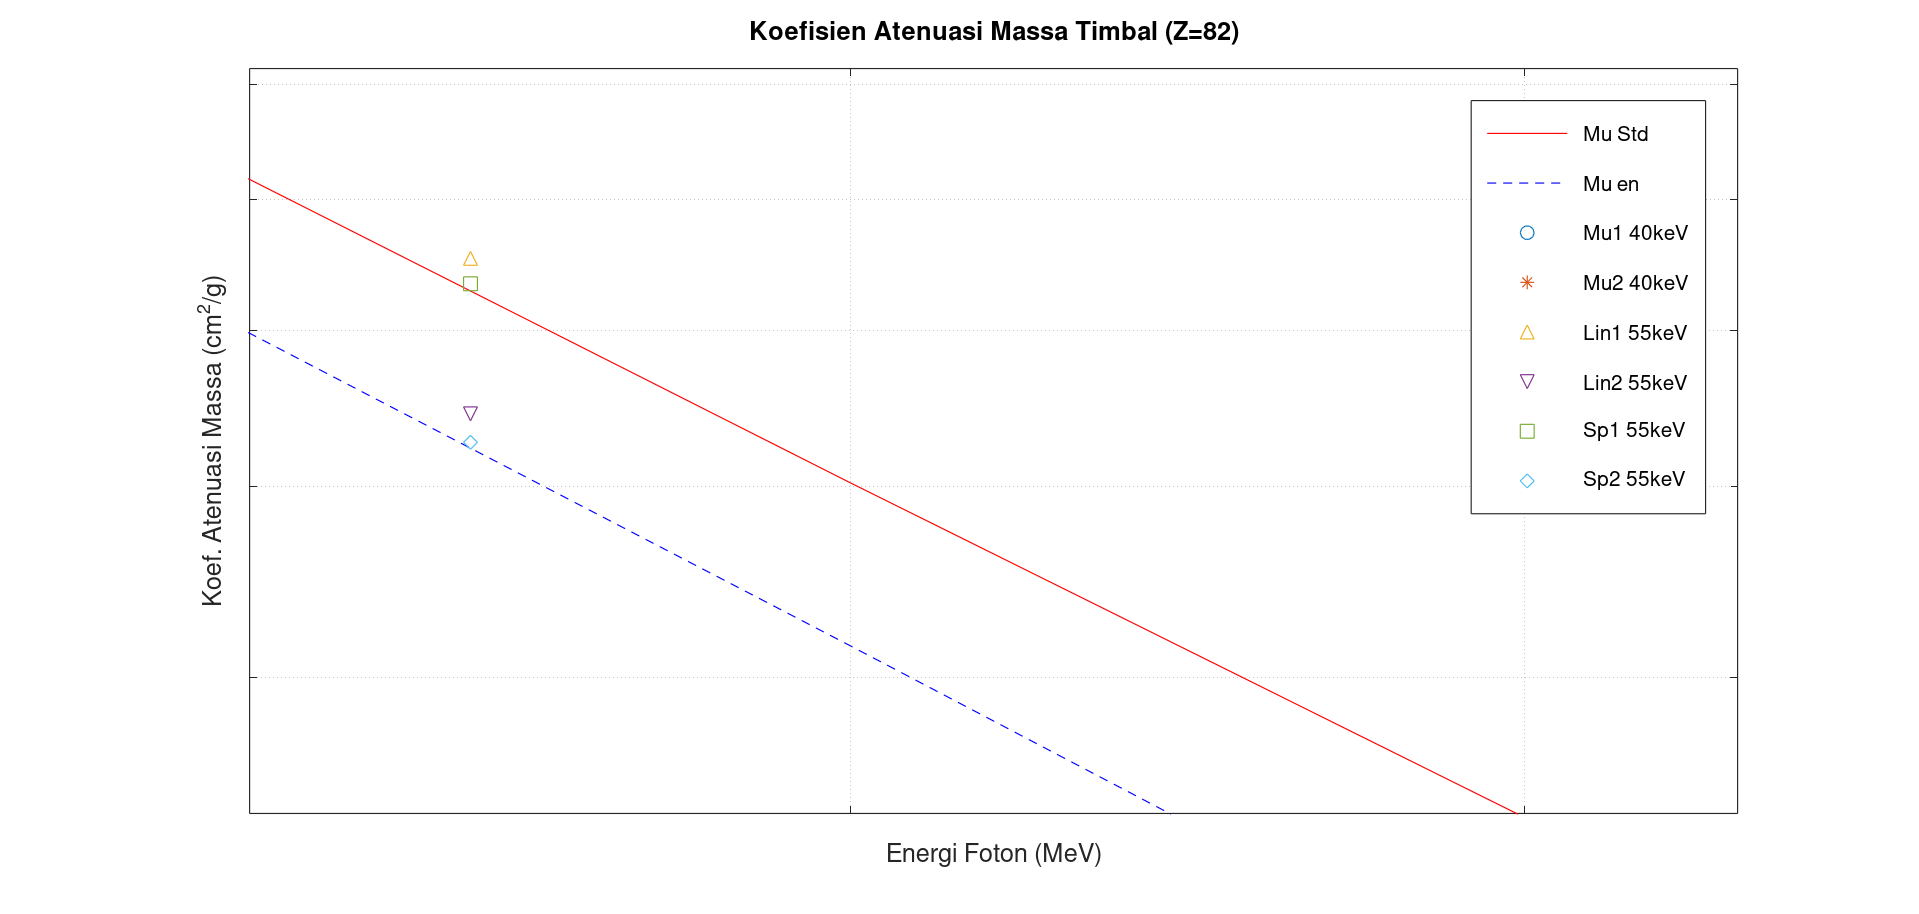 Koefisien Atenuasi Massa Timbal (Z=82)
Koef. Atenuasi Massa (cm²/g)
Mu Std
Mu en
Mu1 40keV
Mu2 40keV
Lin1 55keV
Lin2 55keV
Sp1 55keV
Sp2 55keV
Energi Foton (MeV)